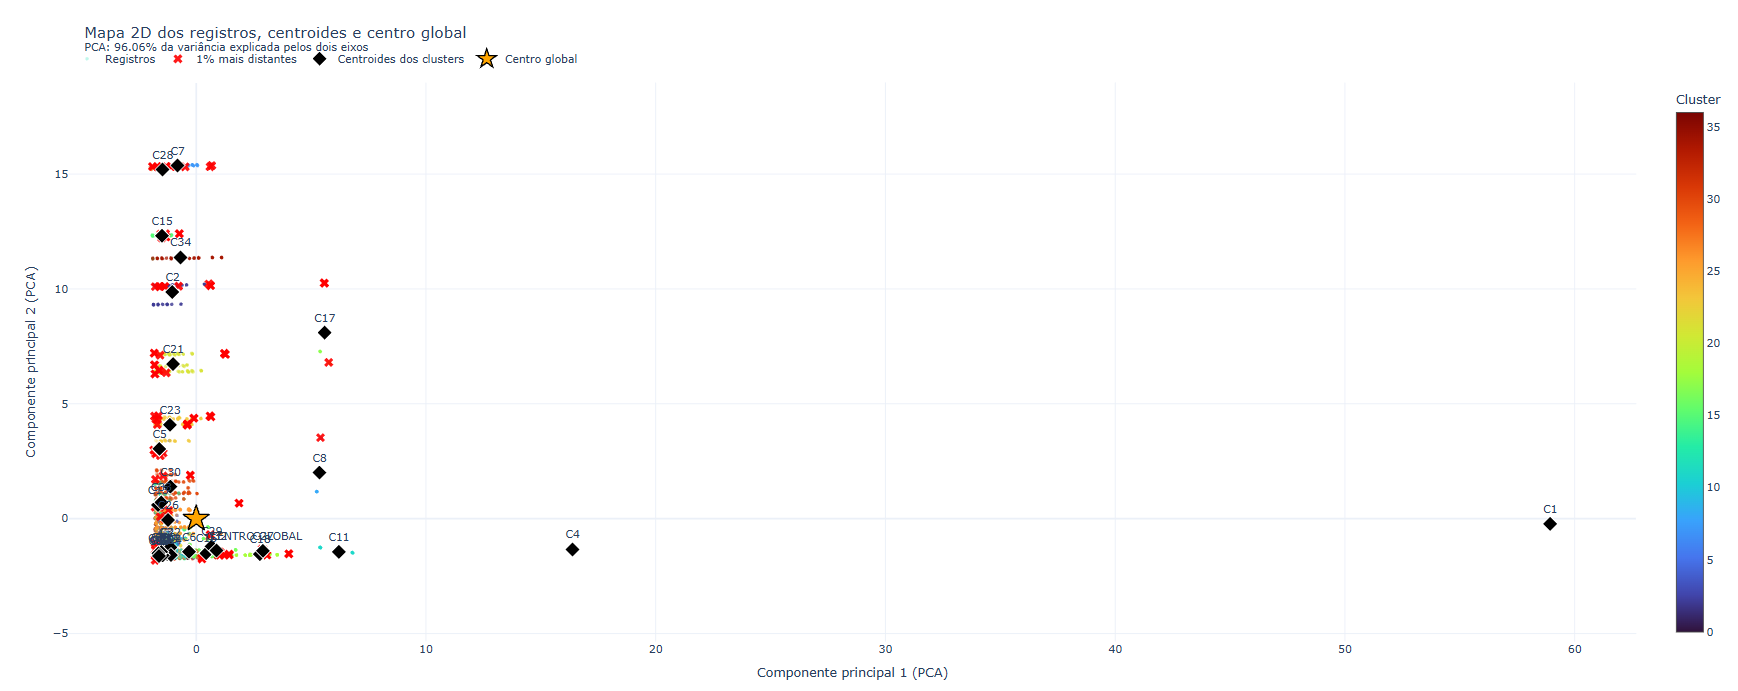 Mapa 2D dos registros, centroides e centro global
PCA: 96.06% da variância explicada pelos dois eixos
Registros 1% mais distantes Centroides dos clusters Centro global
Cluster
C28
C7
C15
C34
C2
C17
C21
C23
C5
C8
C30
C6
C11
C4
C1
15
10
5
0
−5
0 10 20 30 40 50 60
Componente principal 1 (PCA)
Componente principal 2 (PCA)
35
30
25
20
15
10
5
0